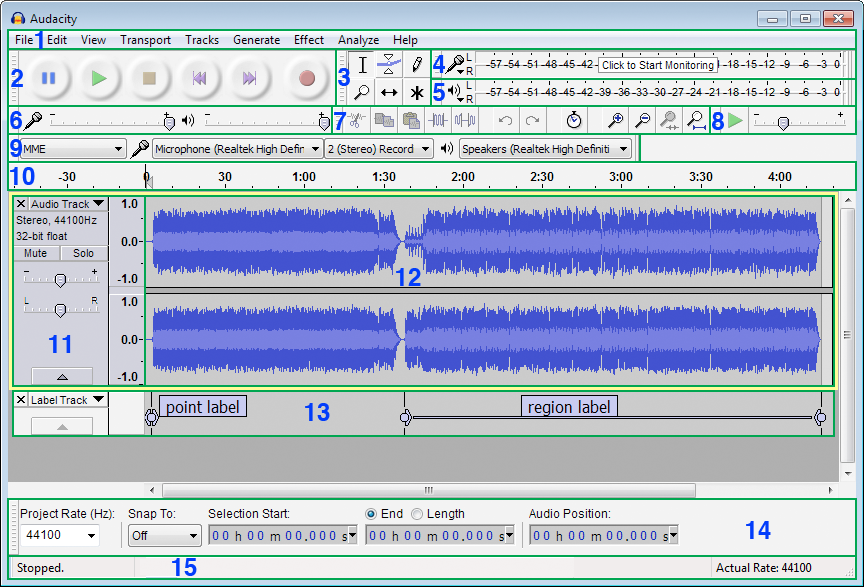 Audacity
File 1 Edit View Transport Tracks Generate Effect Analyze Help
2
3
4 L R -57 -54 -51 -48 -45 -42 Click to Start Monitoring -18 -15 -12 -9 -6 -3 0
5 L R -57 -54 -51 -48 -45 -42 -39 -36 -33 -30 -27 -24 -21 -18 -15 -12 -9 -6 -3 0
6 - + - + 7 8 - +
9 MME Microphone (Realtek High Defin 2 (Stereo) Record Speakers (Realtek High Definiti
10 -30 0 30 1:00 1:30 2:00 2:30 3:00 3:30 4:00
Audio Track 1.0
Stereo, 44100Hz
32-bit float 0.0
Mute Solo
- + -1.0 12
L R 1.0
11 0.0
-1.0
Label Track point label 13 region label
Project Rate (Hz): Snap To: Selection Start: End Length Audio Position: 14
44100 Off 00 h 00 m 00.000 s 00 h 00 m 00.000 s 00 h 00 m 00.000 s
Stopped. 15 Actual Rate: 44100